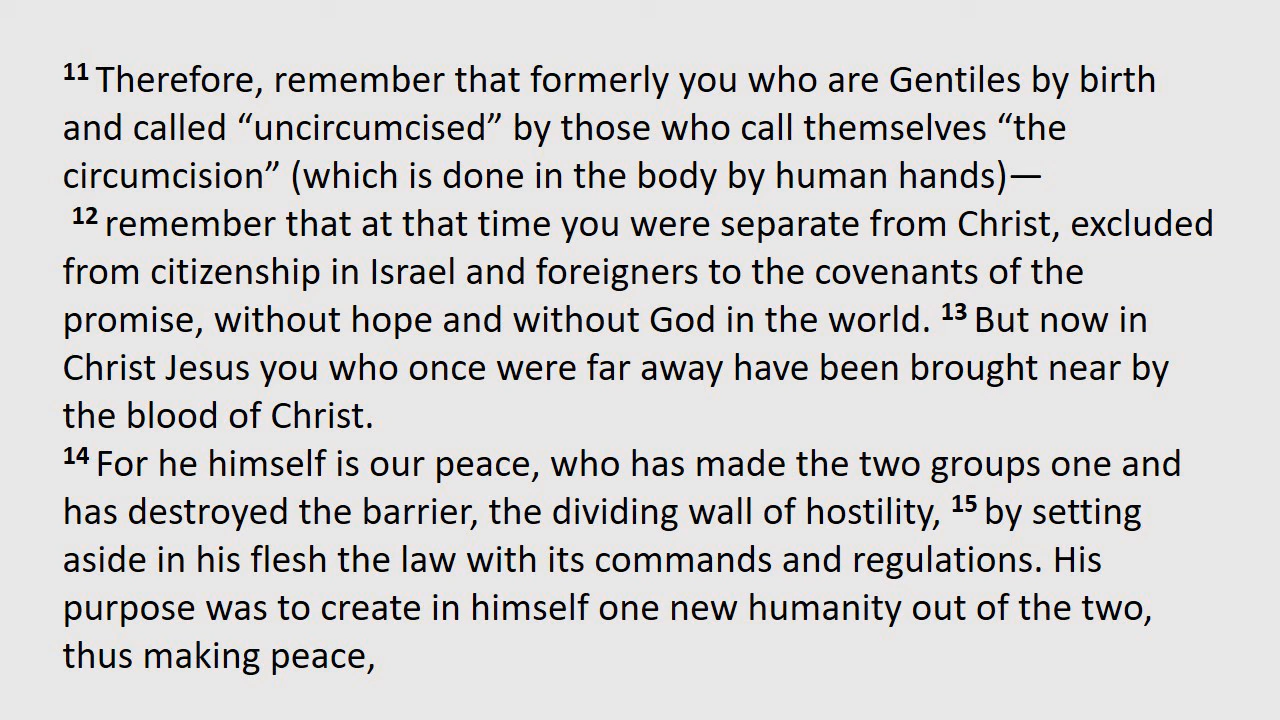 11 Therefore, remember that formerly you who are Gentiles by birth
and called “uncircumcised” by those who call themselves “the
circumcision” (which is done in the body by human hands)—
12 remember that at that time you were separate from Christ, excluded
from citizenship in Israel and foreigners to the covenants of the
promise, without hope and without God in the world. 13 But now in
Christ Jesus you who once were far away have been brought near by
the blood of Christ.
14 For he himself is our peace, who has made the two groups one and
has destroyed the barrier, the dividing wall of hostility, 15 by setting
aside in his flesh the law with its commands and regulations. His
purpose was to create in himself one new humanity out of the two,
thus making peace,